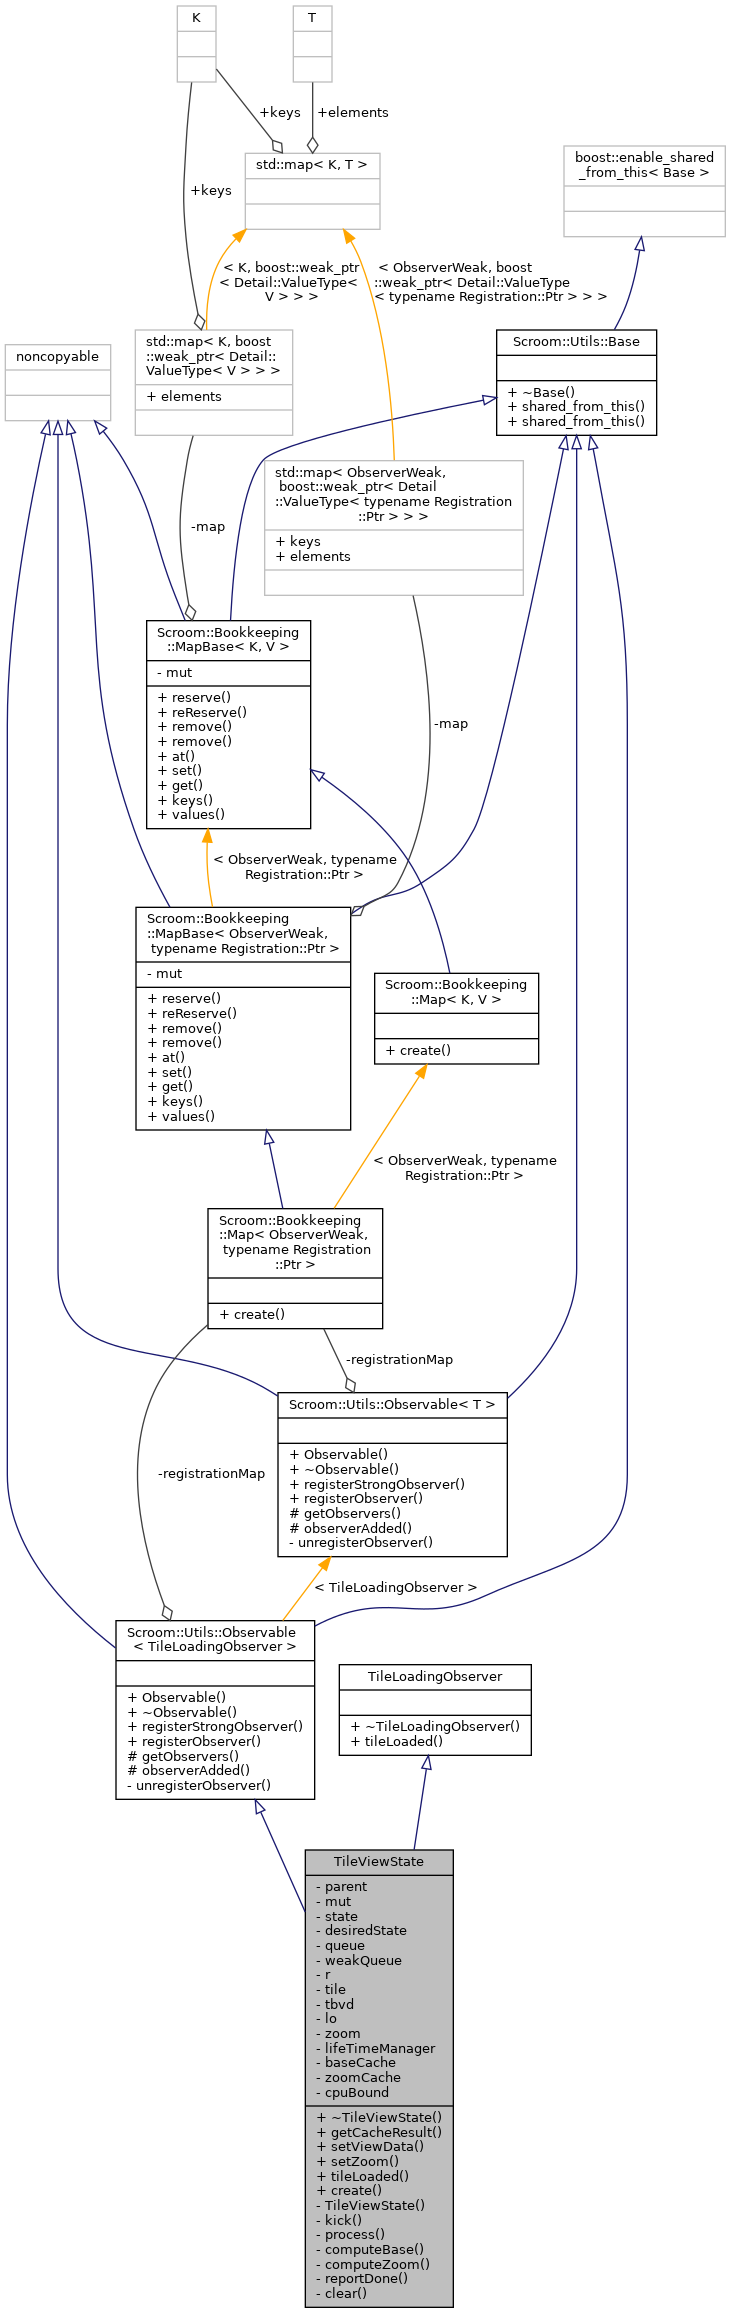 K
T
+keys
+elements
std::map< K, T >
boost::enable_shared
_from_this< Base >
+keys
< K, boost::weak_ptr
< Detail::ValueType<
V > > >
< ObserverWeak, boost
::weak_ptr< Detail::ValueType
< typename Registration::Ptr > > >
noncopyable
std::map< K, boost
::weak_ptr< Detail::
ValueType< V > > >
+ elements
Scroom::Utils::Base
+ ~Base()
+ shared_from_this()
+ shared_from_this()
std::map< ObserverWeak,
boost::weak_ptr< Detail
::ValueType< typename Registration
::Ptr > > >
+ keys
+ elements
-map
Scroom::Bookkeeping
::MapBase< K, V >
- mut
+ reserve()
+ reReserve()
+ remove()
+ remove()
+ at()
+ set()
+ get()
+ keys()
+ values()
-map
< ObserverWeak, typename
Registration::Ptr >
Scroom::Bookkeeping
::MapBase< ObserverWeak,
typename Registration::Ptr >
- mut
+ reserve()
+ reReserve()
+ remove()
+ remove()
+ at()
+ set()
+ get()
+ keys()
+ values()
Scroom::Bookkeeping
::Map< K, V >
+ create()
< ObserverWeak, typename
Registration::Ptr >
Scroom::Bookkeeping
::Map< ObserverWeak,
typename Registration
::Ptr >
+ create()
-registrationMap
Scroom::Utils::Observable< T >
+ Observable()
+ ~Observable()
+ registerStrongObserver()
+ registerObserver()
# getObservers()
# observerAdded()
- unregisterObserver()
-registrationMap
< TileLoadingObserver >
Scroom::Utils::Observable
< TileLoadingObserver >
+ Observable()
+ ~Observable()
+ registerStrongObserver()
+ registerObserver()
# getObservers()
# observerAdded()
- unregisterObserver()
TileLoadingObserver
+ ~TileLoadingObserver()
+ tileLoaded()
TileViewState
- parent
- mut
- state
- desiredState
- queue
- weakQueue
- r
- tile
- tbvd
- lo
- zoom
- lifeTimeManager
- baseCache
- zoomCache
- cpuBound
+ ~TileViewState()
+ getCacheResult()
+ setViewData()
+ setZoom()
+ tileLoaded()
+ create()
- TileViewState()
- kick()
- process()
- computeBase()
- computeZoom()
- reportDone()
- clear()